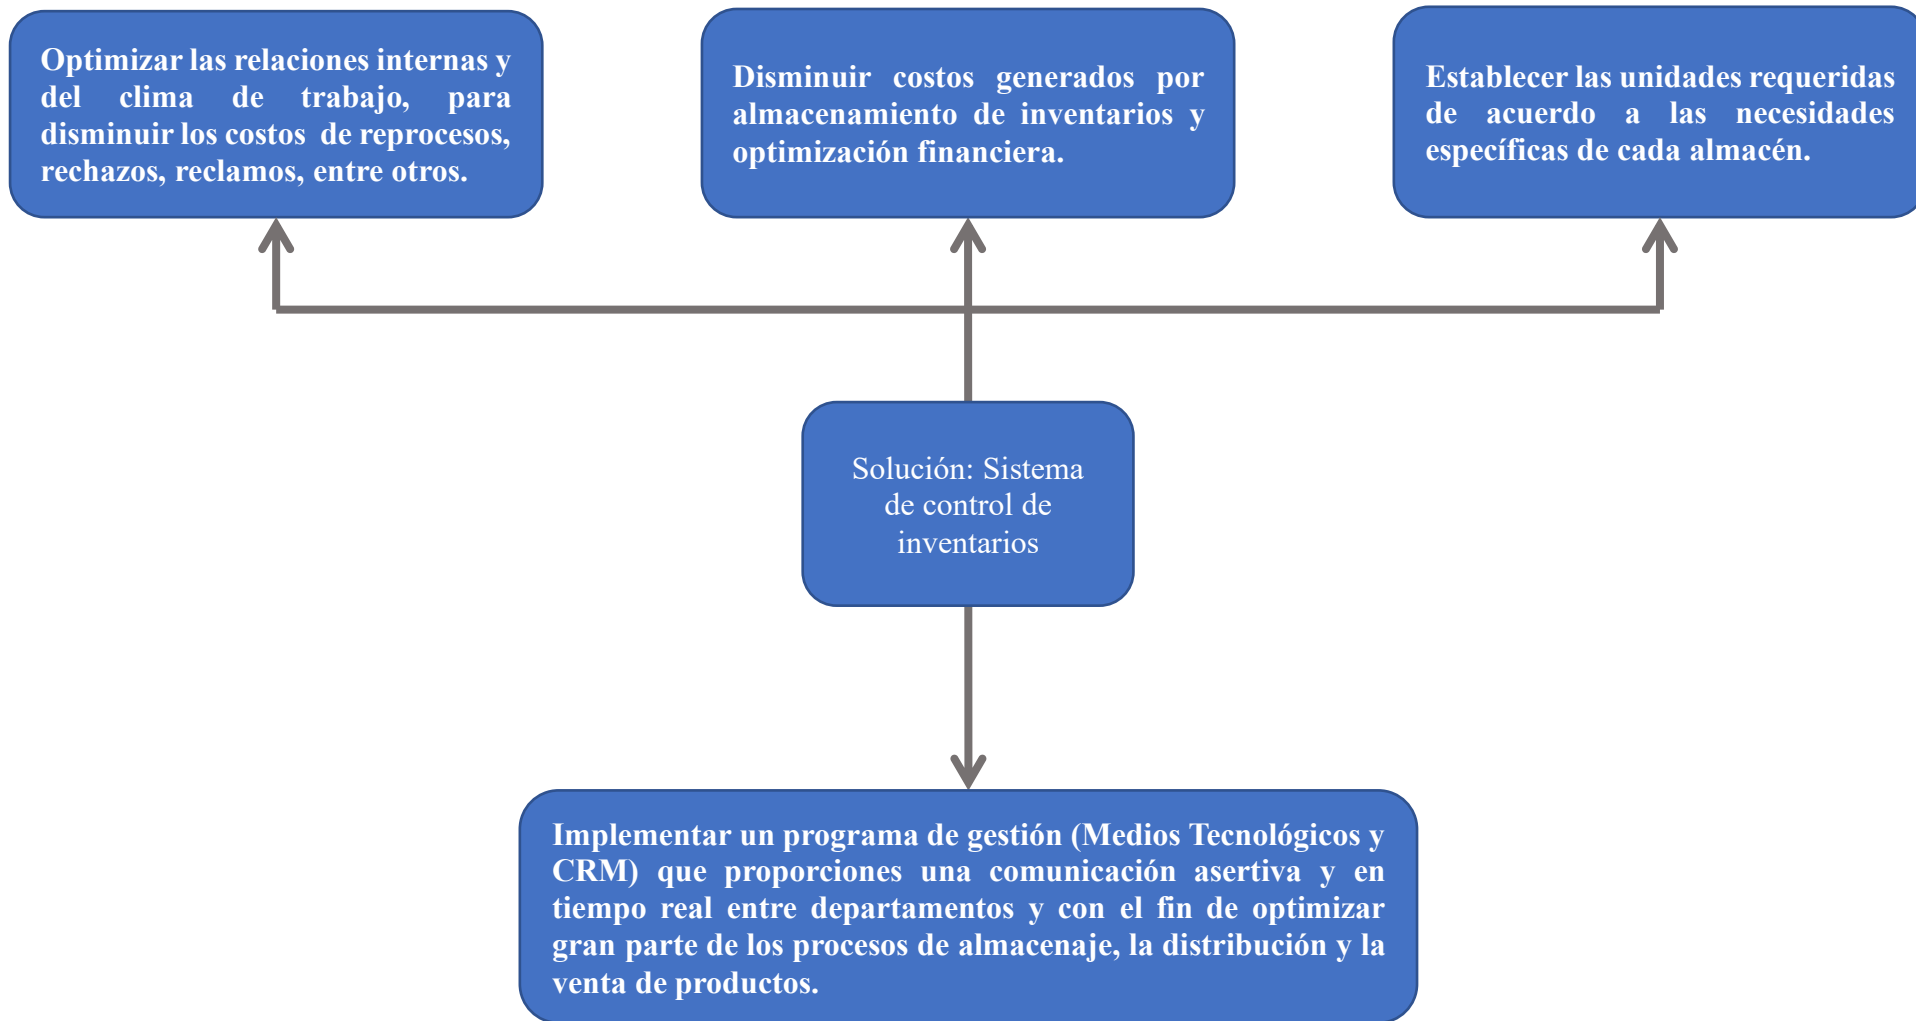 Optimizar las relaciones internas y
del clima de trabajo, para
disminuir los costos de reprocesos,
rechazos, reclamos, entre otros.
Disminuir costos generados por
almacenamiento de inventarios y
optimización financiera.
Establecer las unidades requeridas
de acuerdo a las necesidades
específicas de cada almacén.
Solución: Sistema
de control de
inventarios
Implementar un programa de gestión (Medios Tecnológicos y
CRM) que proporciones una comunicación asertiva y en
tiempo real entre departamentos y con el fin de optimizar
gran parte de los procesos de almacenaje, la distribución y la
venta de productos.